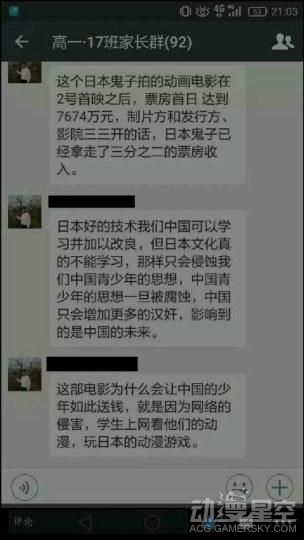 4G
53
21:03
高一·17班家长群(92)
这个日本鬼子拍的动画电影在
2号首映之后，票房首日 达到
7674万元，制片方和发行方、
影院三三开的话，日本鬼子已
经拿走了三分之二的票房收
入。
日本好的技术我们中国可以学
习并加以改良，但日本文化真
的不能学习，那样只会侵蚀我
们中国青少年的思想，中国青
少年的思想一旦被腐蚀，中国
只会增加更多的汉奸，影响到
的是中国的未来。
这部电影为什么会让中国的少
年如此送钱，就是因为网络的
侵害，学生上网看他们的动
漫，玩日本的动漫游戏。
评论
动漫星空
ACG.GAMERSKY.COM